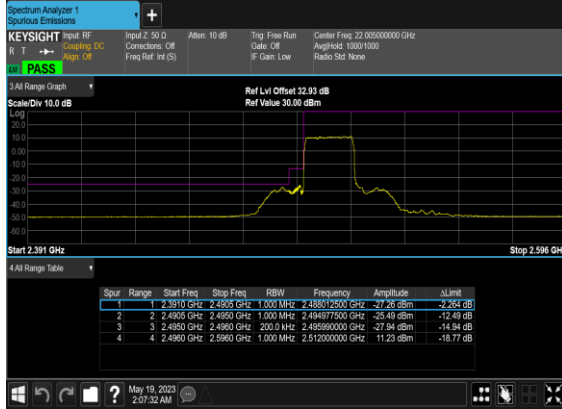 Spectrum Analyzer 1
Spurious Emissions
+
KEYSIGHT Input: RF Input Z: 50 Ω Atten: 10 dB Trig: Free Run Center Freq: 22.005000000 GHz
R T Coupling: DC Corrections: Off Gate: Off Avg|Hold: 1000/1000
Align: Off Freq Ref: Int (S) IF Gain: Low Radio Std: None
PASS
3 All Range Graph
Ref Lvl Offset 32.93 dB
Scale/Div 10.0 dB Ref Value 30.00 dBm
Log
20.0
10.0
0.00
-10.0
-20.0
-30.0
-40.0
-50.0
-60.0
Start 2.391 GHz Stop 2.596 GH
4 All Range Table
Spur Range Start Freq Stop Freq RBW Frequency Amplitude ΔLimit
1 1 2.3910 GHz 2.4905 GHz 1.000 MHz 2.488012500 GHz -27.26 dBm -2.264 dB
2 2 2.4905 GHz 2.4950 GHz 1.000 MHz 2.494977500 GHz -25.49 dBm -12.49 dB
3 3 2.4950 GHz 2.4960 GHz 200.0 kHz 2.495990000 GHz -27.94 dBm -14.94 dB
4 4 2.4960 GHz 2.5960 GHz 1.000 MHz 2.512000000 GHz 11.23 dBm -18.77 dB
?
May 19, 2023
2:07:32 AM